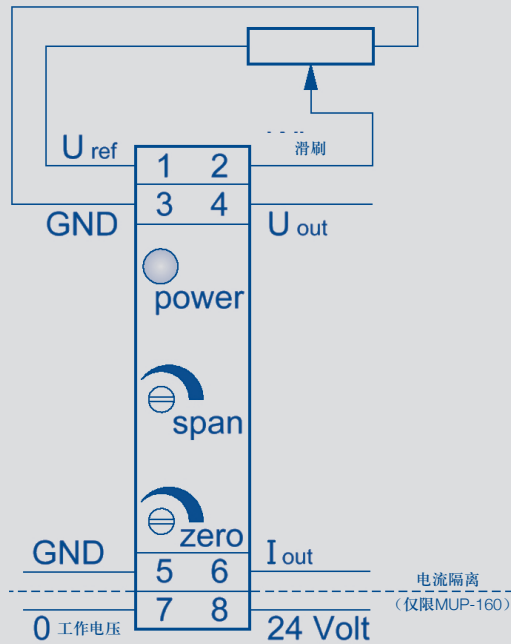 U ref
1 2
滑刷
3 4
GND
U out
power
span
zero
GND
I out
5 6
电流隔离
(仅限MUP-160)
7 8
0 工作电压
24 Volt